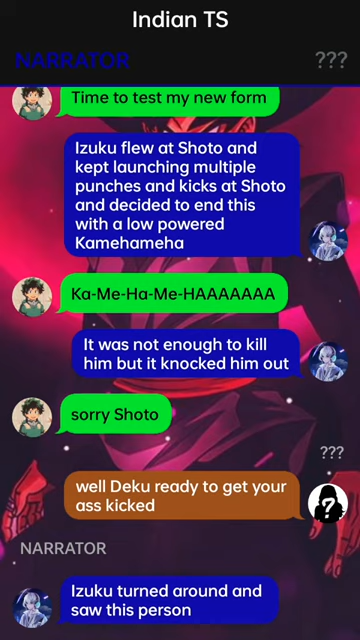 Indian TS
NARRATOR
???
Time to test my new form
Izuku flew at Shoto and
kept launching multiple
punches and kicks at Shoto
and decided to end this
with a low powered
Kamehameha
Ka-Me-Ha-Me-HAAAAAAA
It was not enough to kill
him but it knocked him out
sorry Shoto
???
well Deku ready to get your
ass kicked
?
NARRATOR
Izuku turned around and
saw this person